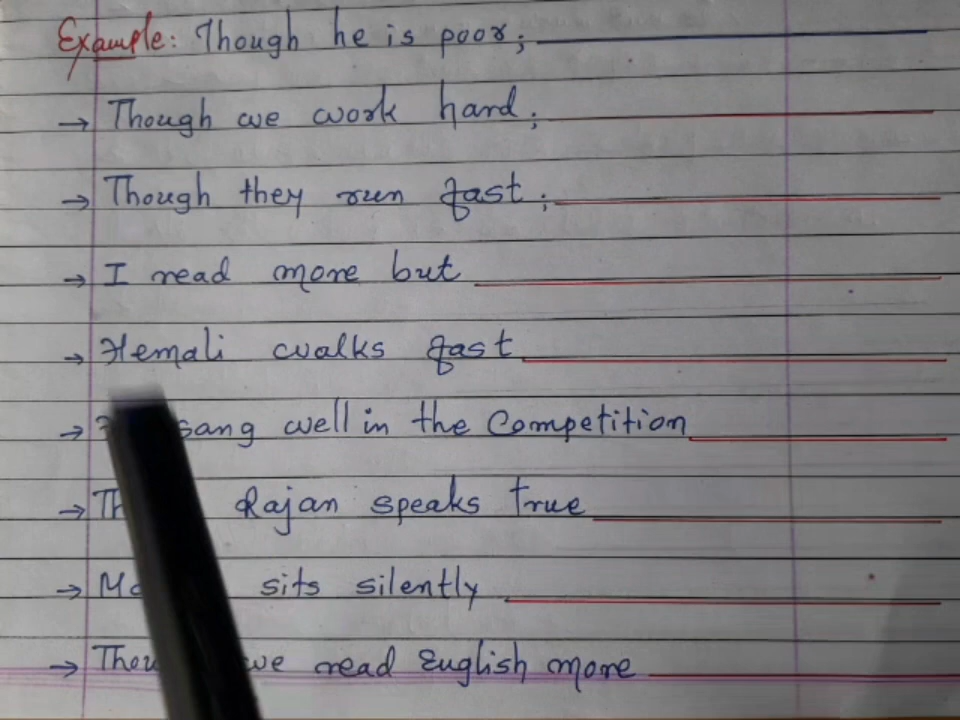 Example: Though he is poor;
→ Though we work hard;
→ Though they run fast;
→ I read more but
→ Hemali walks fast
→ sang well in the Competition
→ Rajan speaks true
→ sits silently
→ we read English more